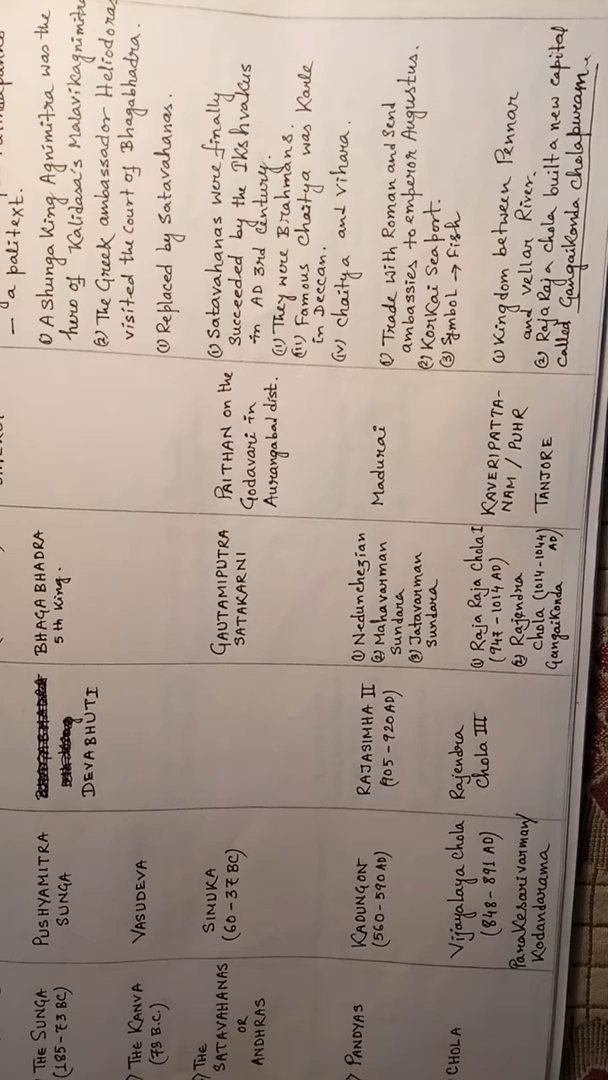 THE SUNGA
(185-73 BC)
PUSHYAMITRA
SUNGA
DEVABHUTI
BHAGABHADRA
5th King.
- a palitext.
1) A Shunga King Agnimitra was the
hero of Kalidasa's Malavikagnimitra
(2) The Greek ambassador Heliodoras
visited the court of Bhagabhadra.
) THE KANVA
(73 B.C.)
VASUDEVA
(1) Replaced by Satavahanas.
) THE
SATAVAHANAS
OR
ANDHRAS
SINUKA
(60-37 BC)
GAUTAMIPUTRA
SATAKARNI
PAITHAN on the
Godavari in
Aurangabad dist.
(1) Satavahanas were finally
Succeeded by the IKshvakus
in AD 3rd Century.
(ii) They were Brahmans.
(iii) Famous Chaitya was Karle
in Deccan.
(iv) Chaitya and Vihara.
) PANDYAS
KADUNGON
(560-590 AD)
RAJASIMHA II
(905-920 AD)
(1) Nedunchezian
(2) Mahavarman
Sundara
(3) Jatavarman
Sundara
Madurai
(1) Trade with Roman and Send
ambassies to emperor Augustus.
(2) Korkai Seaport.
(3) Symbol → Fish
CHOLA
Vijayalaya Chola
(848-891 AD)
Parakesarivarman/
Kodandarama
Rajendra
Chola III
(1) Raja Raja Chola I
(947-1014 AD)
(2) Rajendra
Chola (1014-1044
AD)
Gangaikonda
KAVERIPATTA-
NAM / PUHR
TANJORE
(1) Kingdom between Pennar
and vellar River.
(2) Raja Raja chola built a new capital
called Gangaikonda Cholapuram